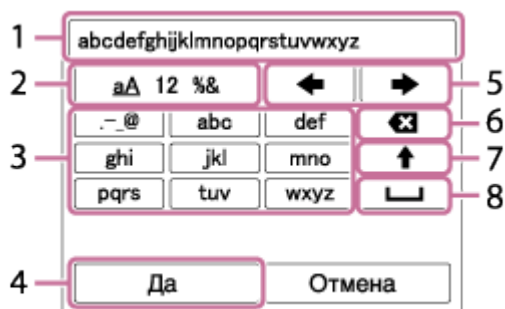 1 abcdefghijklmnopqrstuvwxyz
2 aA 12 %& 5
.-_@ abc def 6
3 ghi jkl mno 7
pqrs tuv wxyz 8
4 Да Отмена